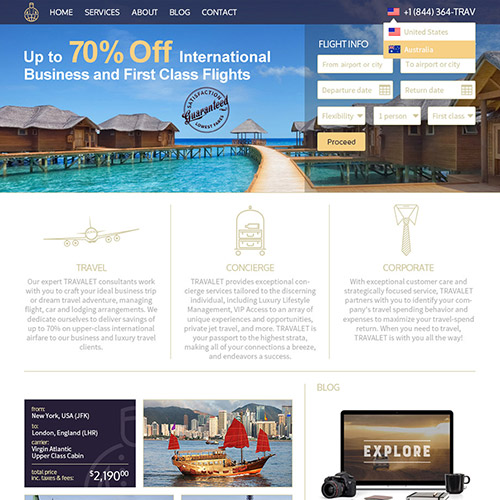 HOME SERVICES ABOUT BLOG CONTACT
+1 (844) 364-TRAV
United States
Australia
Up to 70% Off International
Business and First Class Flights
SATISFACTION
Guaranteed
LOWEST FARES
FLIGHT INFO
From airport or city
To airport or city
Departure date
Return date
Flexibility
1 person
First class
Proceed
TRAVEL
Our expert TRAVALET consultants work
with you to craft your ideal business trip
or dream travel adventure, managing
flight, car and lodging arrangements. We
dedicate ourselves to deliver savings of
up to 70% on upper-class international
airfare to our business and luxury travel
clients.
CONCIERGE
TRAVALET provides exceptional con-
cierge services tailored to the discerning
individual, including Luxury Lifestyle
Management, VIP Access to an array of
unique experiences and opportunities,
private jet travel, and more. TRAVALET is
your passport to the highest strata,
making all of your connections a breeze,
and endeavors a success.
CORPORATE
With exceptional customer care and
strategically focused service, TRAVALET
partners with you to identify your com-
pany's travel spending behavior and
expenses to maximize your travel-spend
return. When you need to travel,
TRAVALET is with you all the way!
from:
New York, USA (JFK)
to:
London, England (LHR)
carrier:
Virgin Atlantic
Upper Class Cabin
total price
inc. taxes & fees:
$2,190.00
BLOG
EXPLORE